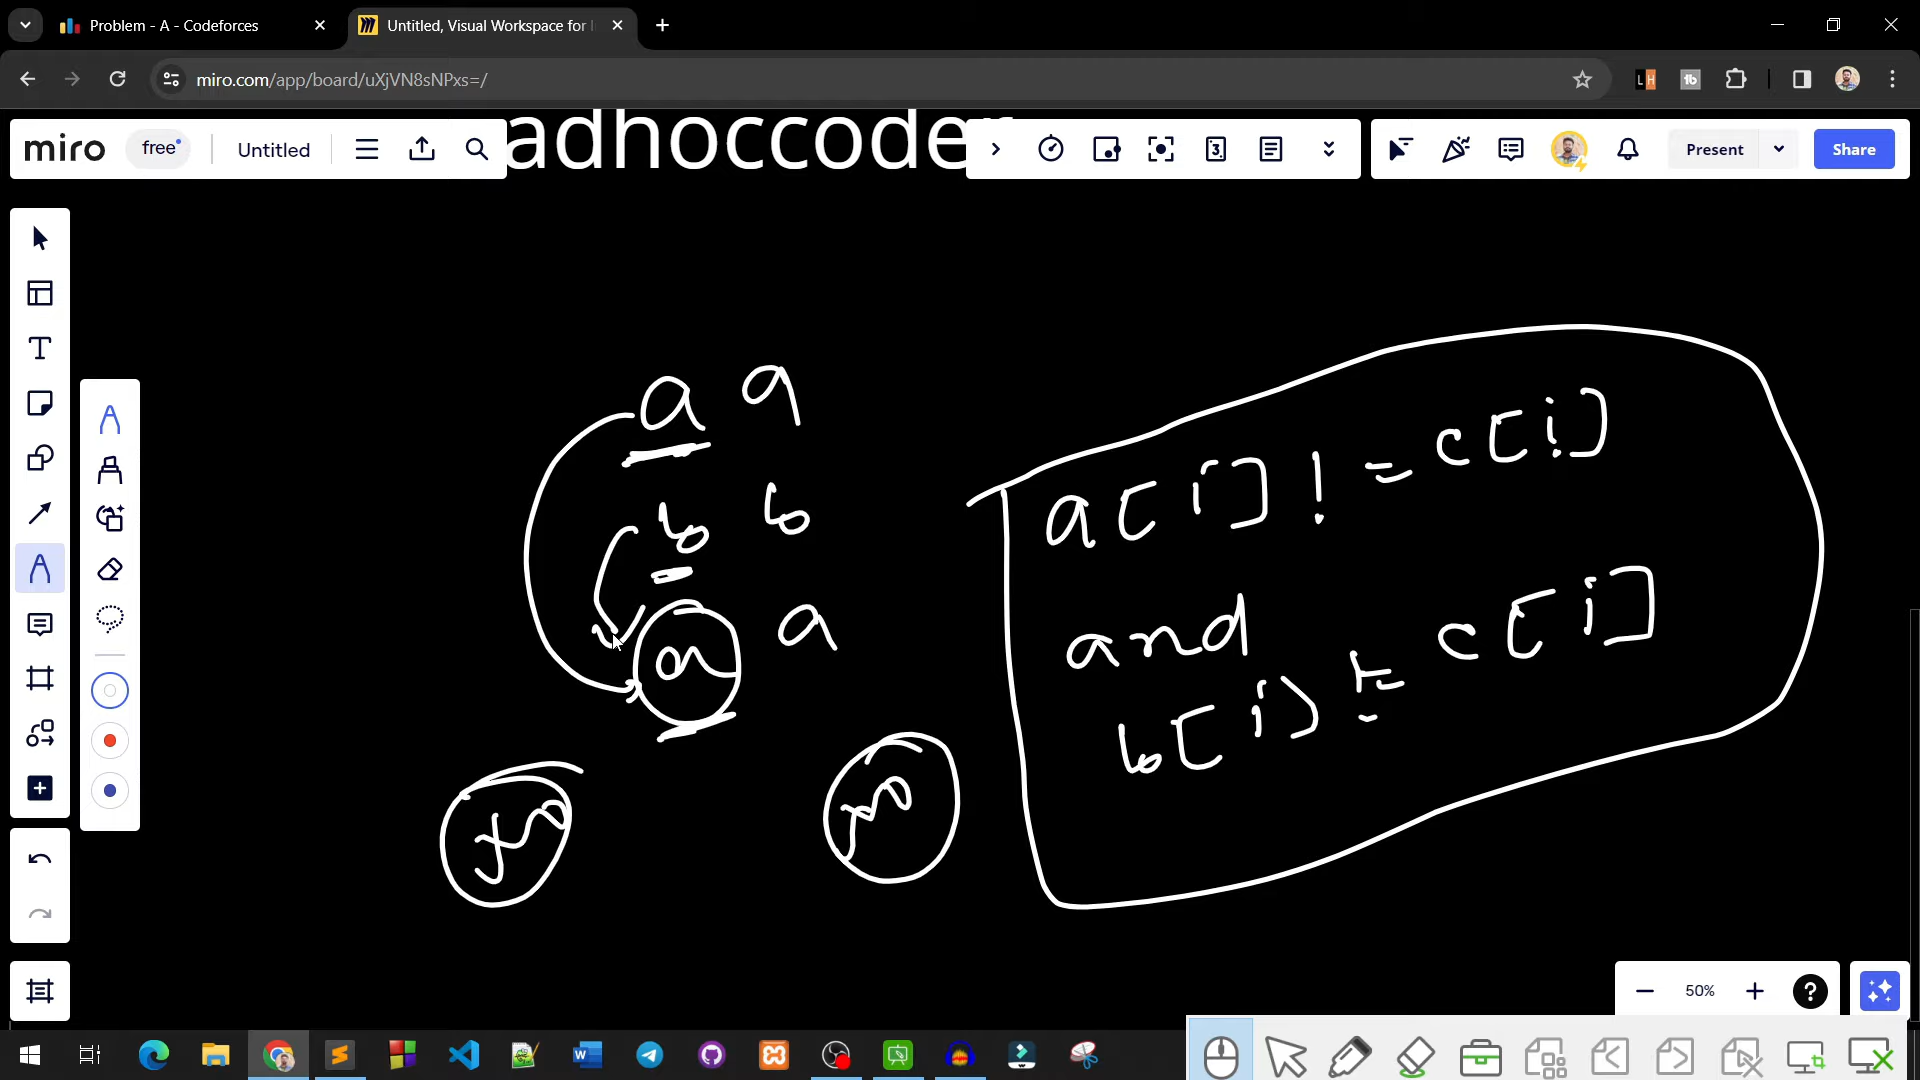 Problem - A - Codeforces
Untitled, Visual Workspace for
miro.com/app/board/uXjVN8sNPxs=/
adhoccoder
miro
free
Untitled
3
Present
Share
a a
b b
a a
a[i] != c[i]
and
b[i] != c[i]
50%